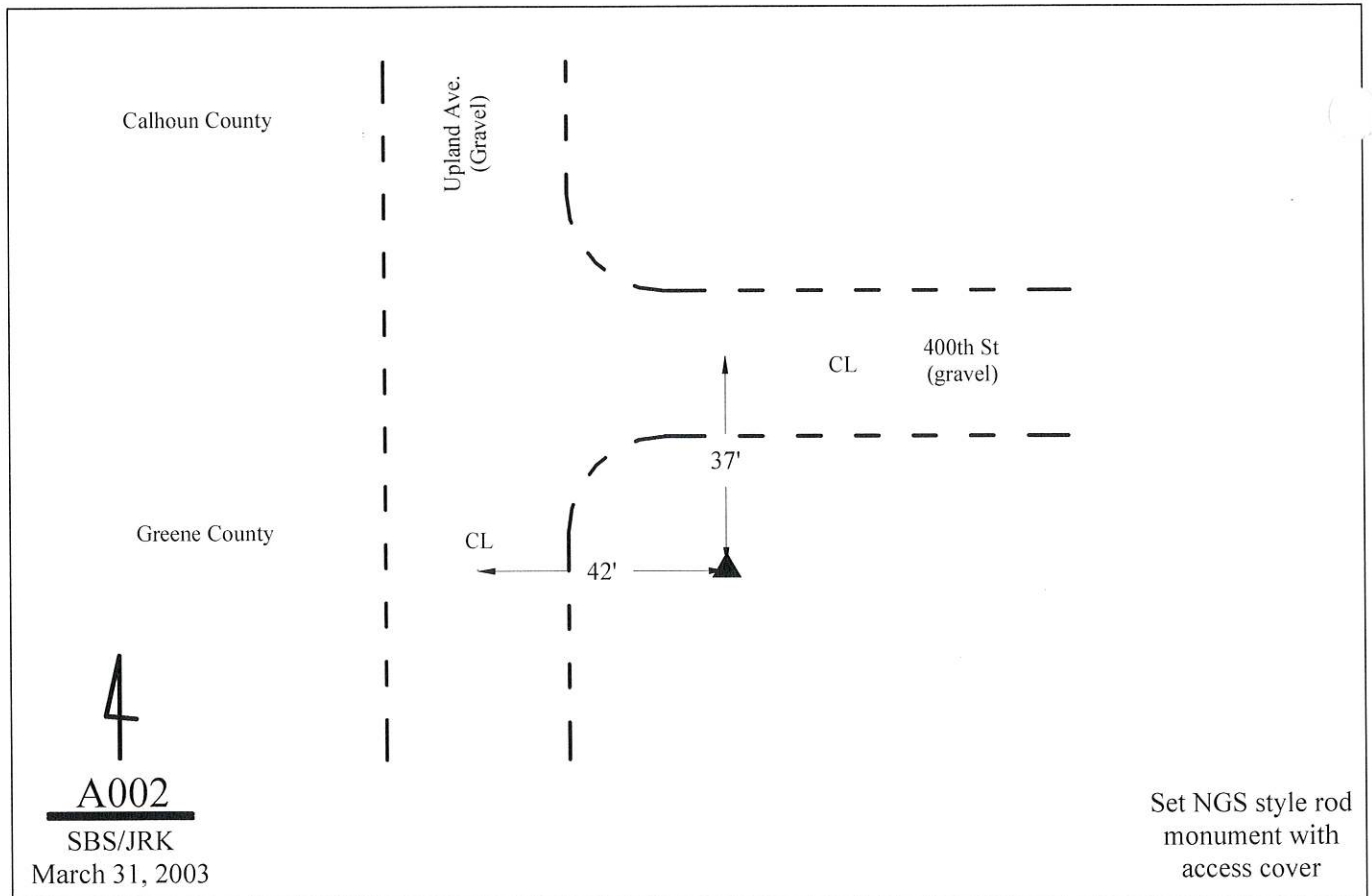 Calhoun County
Upland Ave.
(Gravel)
CL
400th St
(gravel)
37'
Greene County
CL
42'
A002
SBS/JRK
March 31, 2003
Set NGS style rod
monument with
access cover